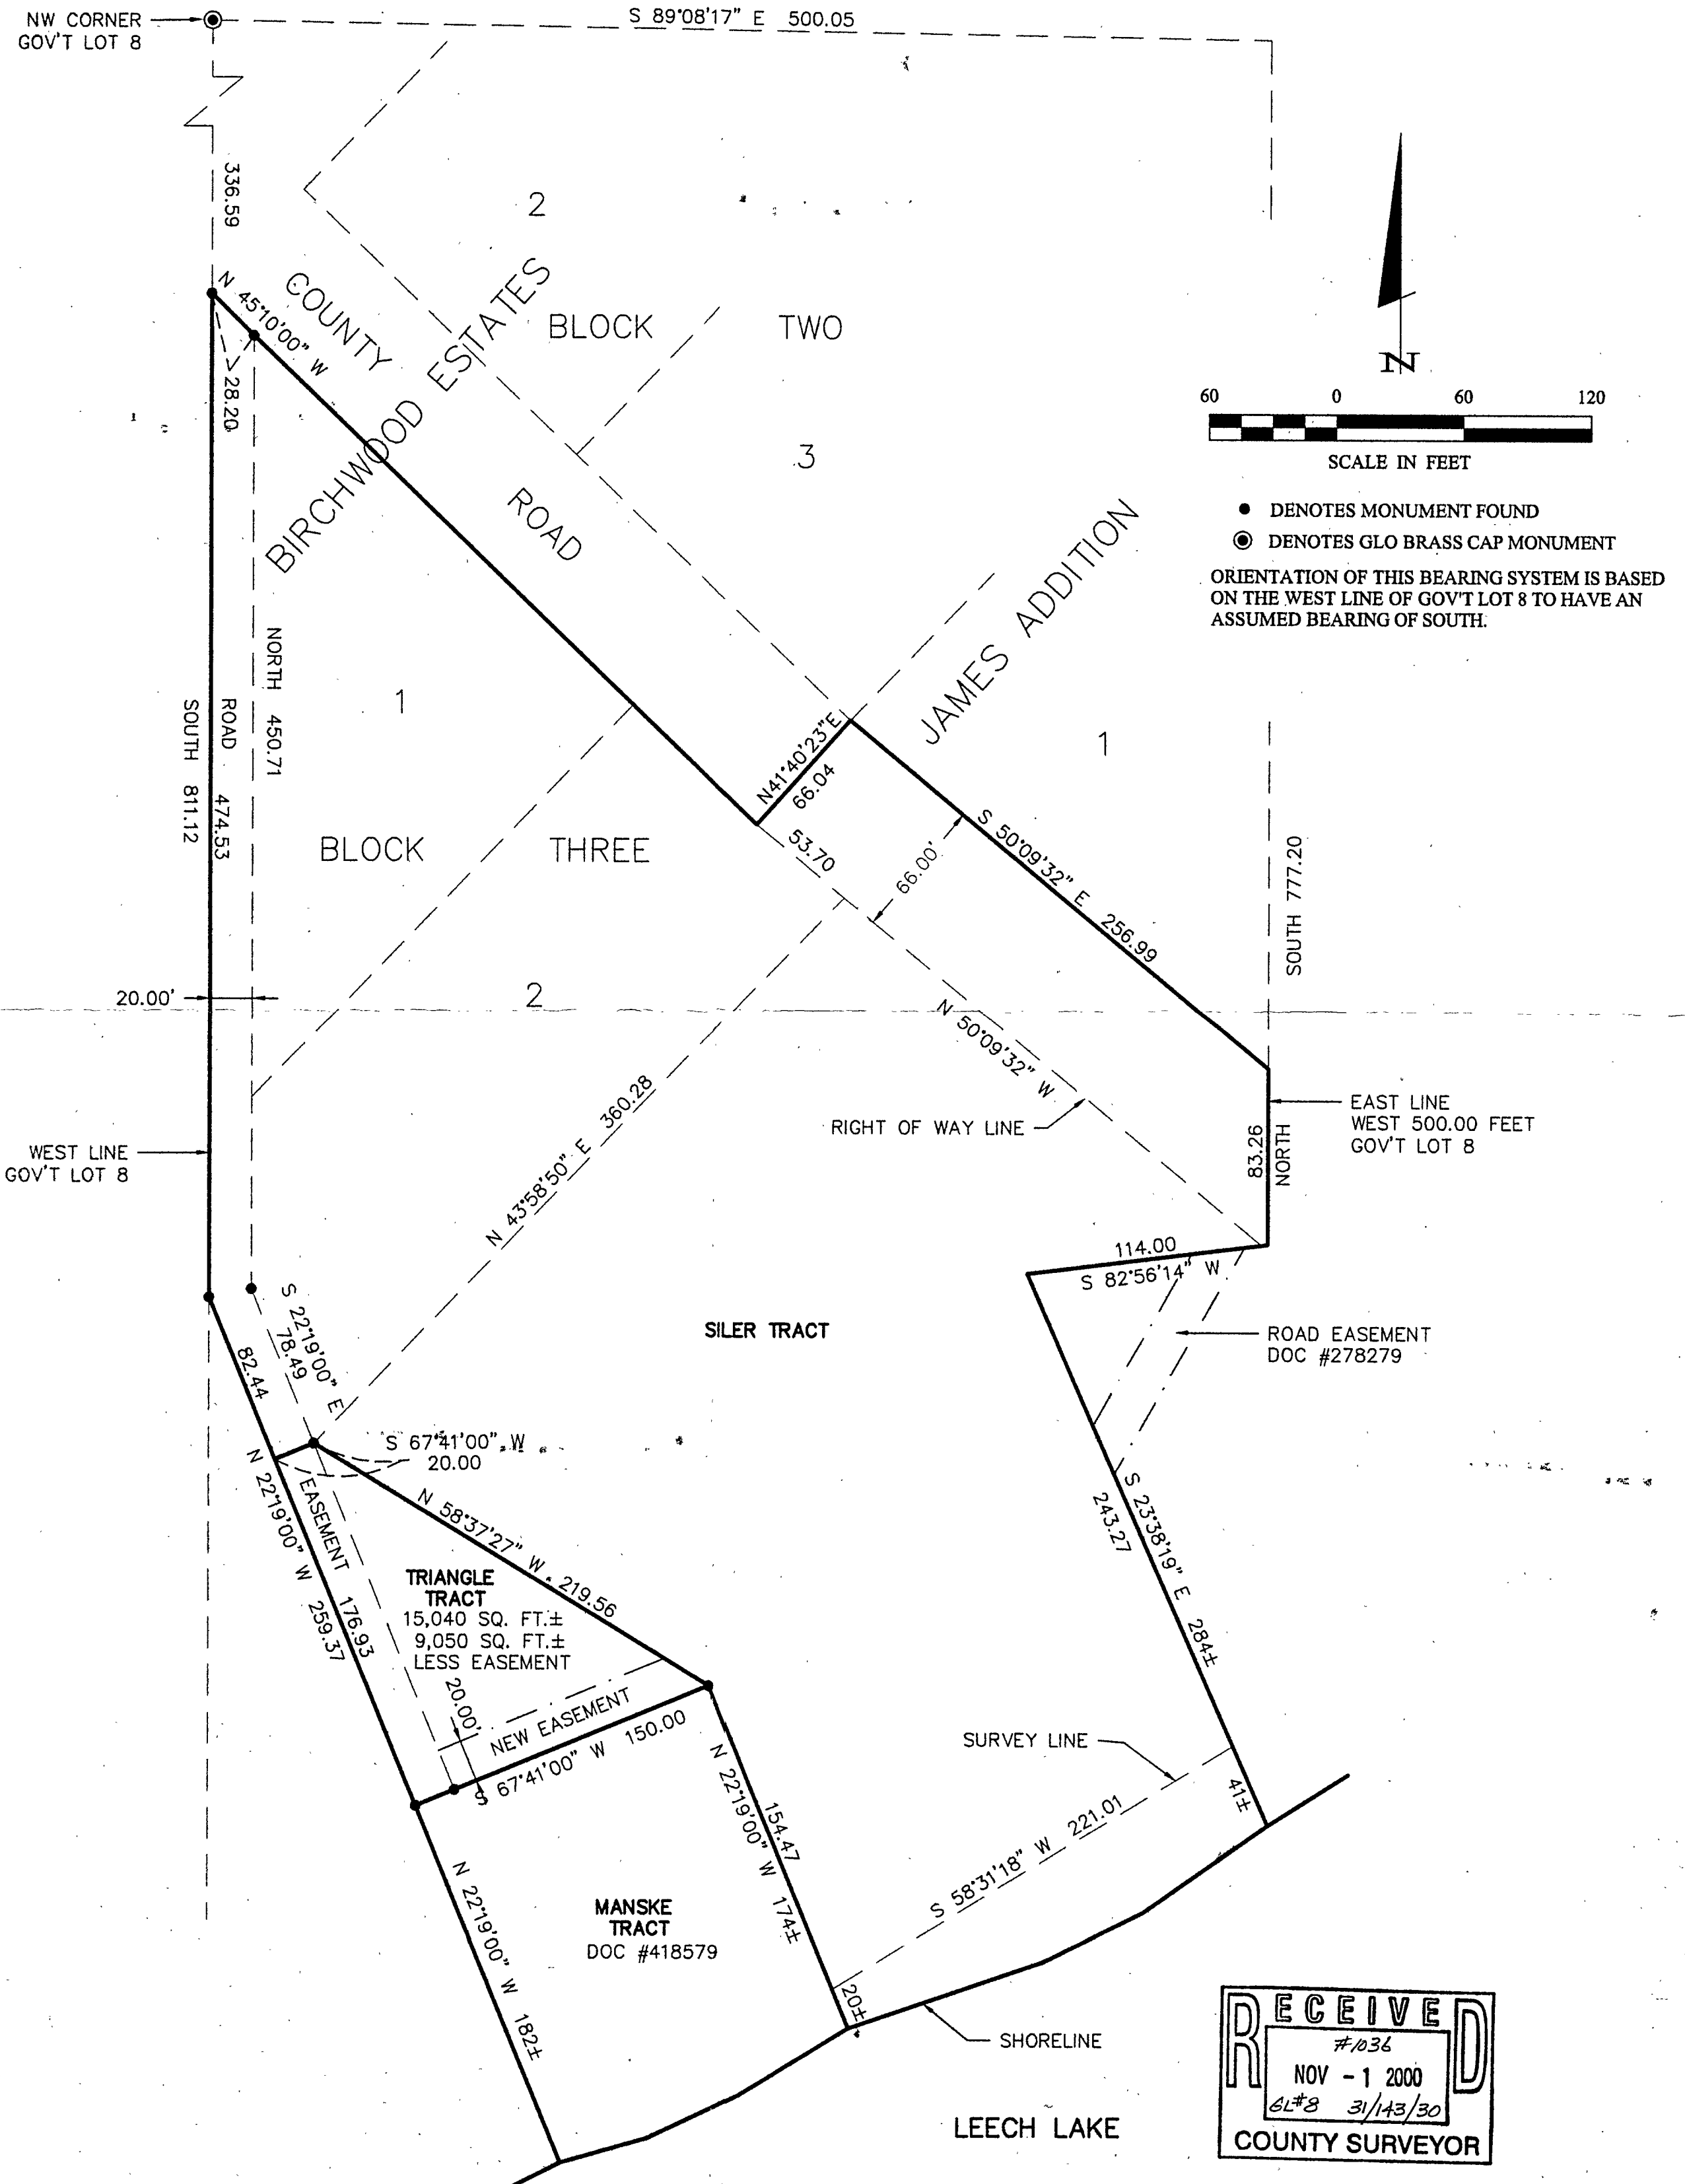 NW CORNER
GOV'T LOT 8
S 89°08'17" E 500.05
336.59
N 45°10'00" W
28.20
COUNTY
ROAD
BIRCHWOOD ESTATES
2
BLOCK TWO
3
JAMES ADDITION
1
N
60 0 60 120
SCALE IN FEET
● DENOTES MONUMENT FOUND
◉ DENOTES GLO BRASS CAP MONUMENT
ORIENTATION OF THIS BEARING SYSTEM IS BASED
ON THE WEST LINE OF GOV'T LOT 8 TO HAVE AN
ASSUMED BEARING OF SOUTH.
NORTH 450.71
ROAD 474.53
SOUTH 811.12
1
BLOCK THREE
2
20.00'
N41°40'23"E
66.04
53.70
66.00'
S 50°09'32" E 256.99
SOUTH 777.20
N 50°09'32" W
RIGHT OF WAY LINE
EAST LINE
WEST 500.00 FEET
GOV'T LOT 8
83.26
NORTH
WEST LINE
GOV'T LOT 8
N 43°58'50" E 360.28
114.00
S 82°56'14" W
SILER TRACT
ROAD EASEMENT
DOC #278279
S 22°19'00" E
78.49
82.44
S 67°41'00" W
20.00
N 22°19'00" W 259.37
EASEMENT 176.93
N 58°37'27" W 219.56
TRIANGLE
TRACT
15,040 SQ. FT.±
9,050 SQ. FT.±
LESS EASEMENT
20.00'
NEW EASEMENT
S 67°41'00" W 150.00
S 23°38'19" E 284±
243.27
SURVEY LINE
41±
S 58°31'18" W 221.01
154.47
N 22°19'00" W 174±
20±
N 22°19'00" W 182±
MANSKE
TRACT
DOC #418579
SHORELINE
LEECH LAKE
RECEIVED
#1036
NOV - 1 2000
GL#8 31/143/30
COUNTY SURVEYOR